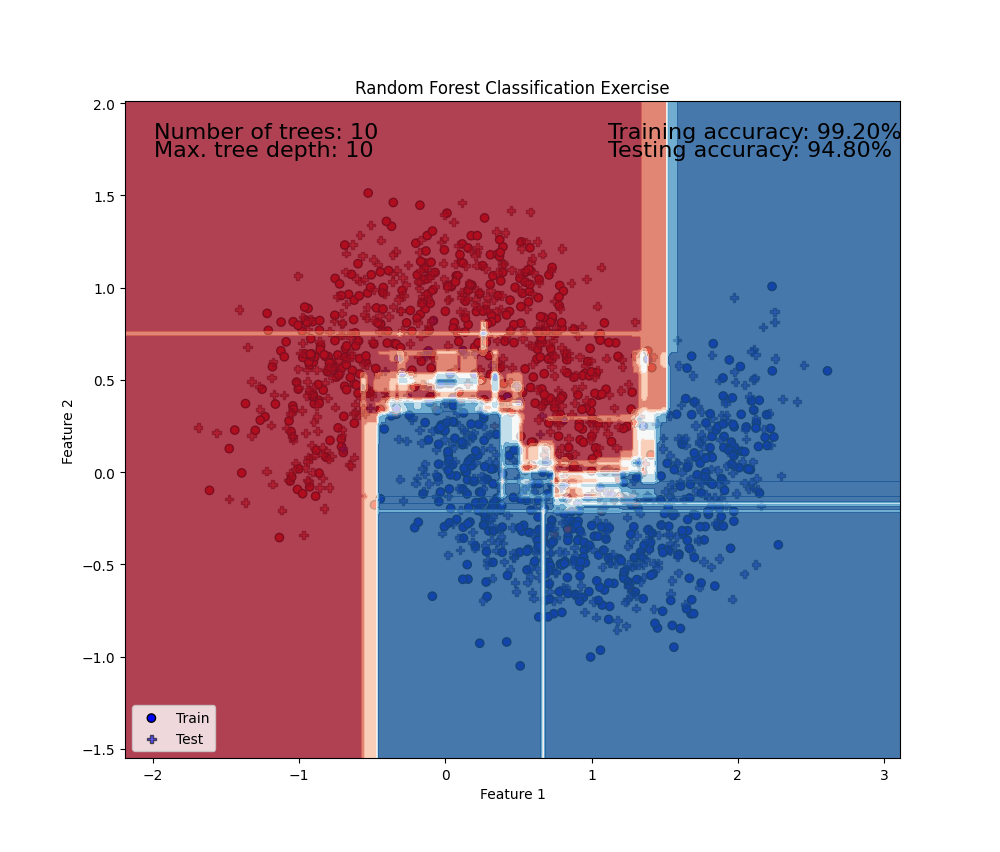 Random Forest Classification Exercise
Number of trees: 10
Max. tree depth: 10
Training accuracy: 99.20%
Testing accuracy: 94.80%
Feature 2
2.0
1.5
1.0
0.5
0.0
−0.5
−1.0
−1.5
Train
Test
−2 −1 0 1 2 3
Feature 1